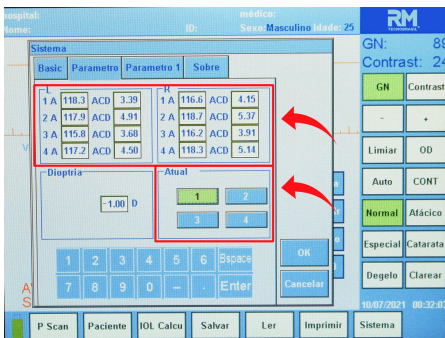 hospital: médico:
Nome: ID: Sexo:Masculino Idade: 25
RM
TECNOBRASIL
Sistema
Basic Parametro Parametro 1 Sobre
L
1 A 118.3 ACD 3.39
2 A 117.9 ACD 4.91
3 A 115.8 ACD 3.68
4 A 117.2 ACD 4.50
R
1 A 116.6 ACD 4.15
2 A 118.7 ACD 5.37
3 A 116.2 ACD 3.91
4 A 118.3 ACD 5.14
Dioptria
-1.00 D
Atual
1 2
3 4
1 2 3 4 5 6 Bspace
7 8 9 0 - . Enter
OK
Cancelar
GN: 89
Contrast: 24
GN Contrast
- +
Limiar OD
Auto CONT
Normal Afácico
Especial Catarata
Degelo Clarear
10/07/2021 00:32:03
P Scan Paciente IOL Calcu Salvar Ler Imprimir Sistema